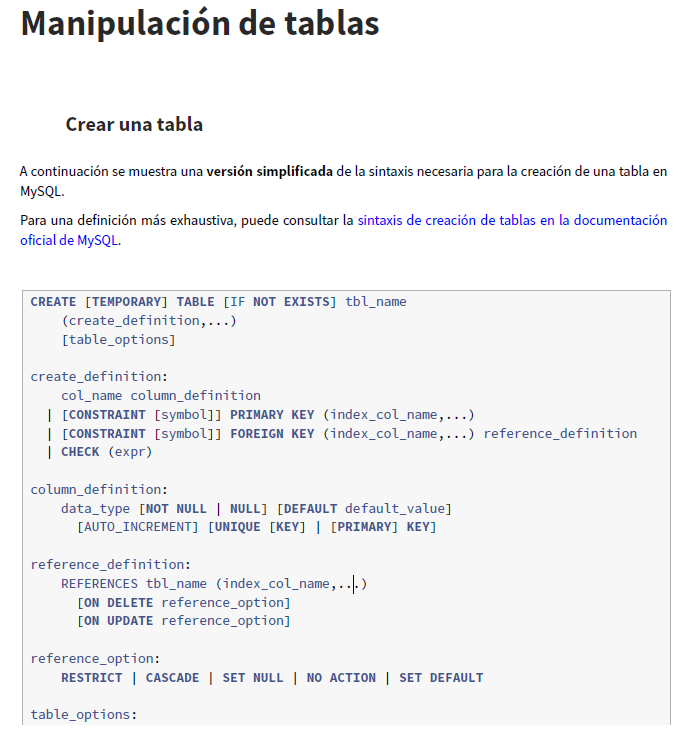 Manipulación de tablas
Crear una tabla
A continuación se muestra una versión simplificada de la sintaxis necesaria para la creación de una tabla en
MySQL.
Para una definición más exhaustiva, puede consultar la sintaxis de creación de tablas en la documentación
oficial de MySQL.
CREATE [TEMPORARY] TABLE [IF NOT EXISTS] tbl_name
(create_definition,...)
[table_options]
create_definition:
col_name column_definition
| [CONSTRAINT [symbol]] PRIMARY KEY (index_col_name,...)
| [CONSTRAINT [symbol]] FOREIGN KEY (index_col_name,...) reference_definition
| CHECK (expr)
column_definition:
data_type [NOT NULL | NULL] [DEFAULT default_value]
[AUTO_INCREMENT] [UNIQUE [KEY] | [PRIMARY] KEY]
reference_definition:
REFERENCES tbl_name (index_col_name,...)
[ON DELETE reference_option]
[ON UPDATE reference_option]
reference_option:
RESTRICT | CASCADE | SET NULL | NO ACTION | SET DEFAULT
table_options: